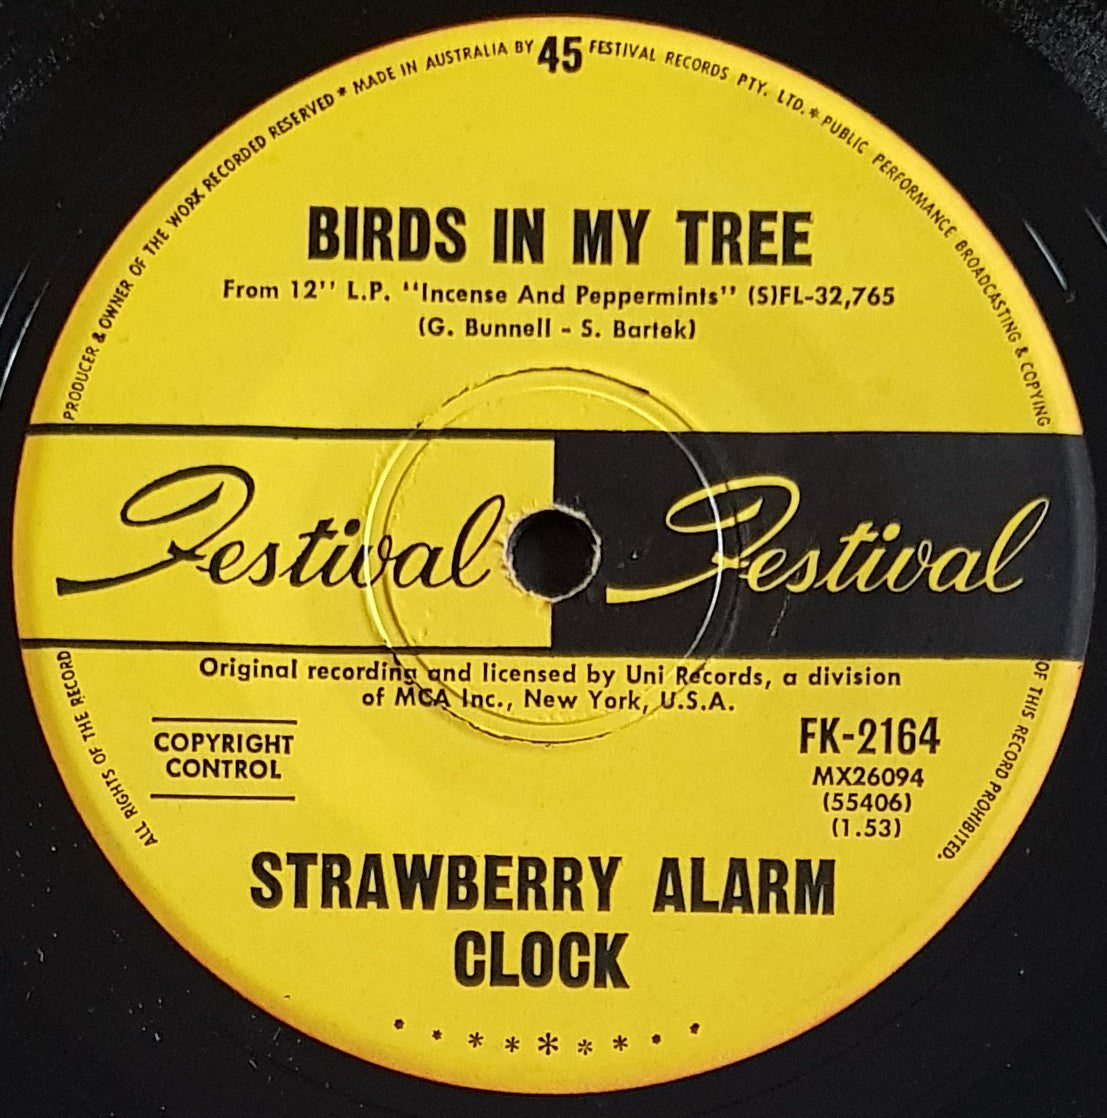 PRODUCER & OWNER OF THE WORK RECORDED RESERVED * MADE IN AUSTRALIA BY 45 FESTIVAL RECORDS PTY. LTD. * PUBLIC PERFORMANCE BROADCASTING & COPYING
BIRDS IN MY TREE
From 12'' L.P. "Incense And Peppermints" (S)FL-32,765
(G. Bunnell - S. Bartek)
Festival Festival
Original recording and licensed by Uni Records, a division
of MCA Inc., New York, U.S.A.
ALL RIGHTS OF THE RECORD
OF THIS RECORD PROHIBITED.
COPYRIGHT
CONTROL
FK-2164
MX26094
(55406)
(1.53)
STRAWBERRY ALARM
CLOCK